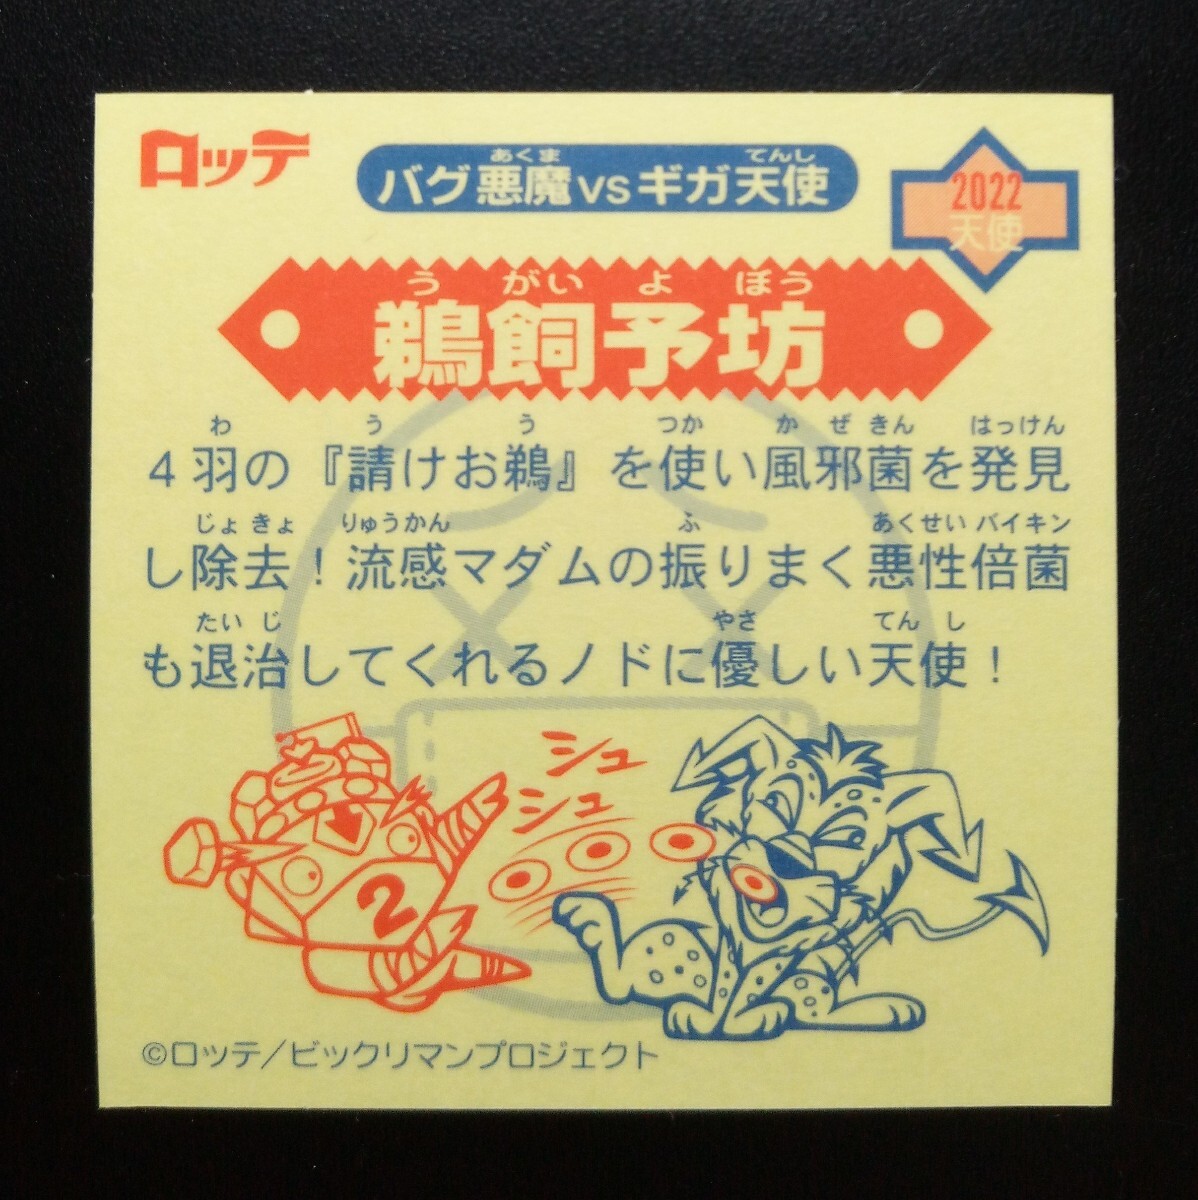 ロッテ
バグ悪魔vsギガ天使
あくま てんし
2022
天使
うがいよぼう
鵜飼予坊
わ う う つか かぜきん はっけん
4羽の『請けお鵜』を使い風邪菌を発見
じょきょ りゅうかん ふ あくせいバイキン
し除去！流感マダムの振りまく悪性倍菌
たいじ やさ てんし
も退治してくれるノドに優しい天使！
シュ
シュ
2
©ロッテ/ビックリマンプロジェクト